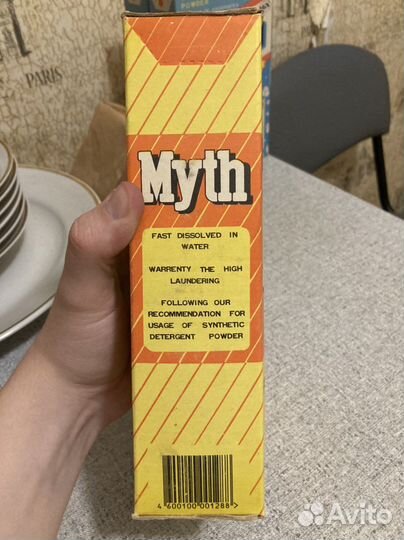 POWDER
PARIS
Myth
FAST DISSOLVED IN
WATER
WARRENTY THE HIGH
LAUNDERING
FOLLOWING OUR
RECOMMENDATION FOR
USAGE OF SYNTHETIC
DETERGENT POWDER
4 600100 001288 >
Avito